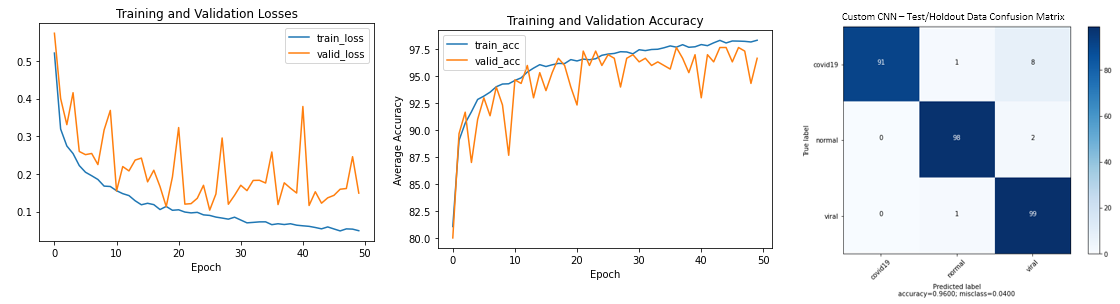 Training and Validation Losses
train_loss
valid_loss
0.5
0.4
0.3
0.2
0.1
0 10 20 30 40 50
Epoch
Training and Validation Accuracy
train_acc
valid_acc
Average Accuracy
97.5
95.0
92.5
90.0
87.5
85.0
82.5
80.0
0 10 20 30 40 50
Epoch
Custom CNN – Test/Holdout Data Confusion Matrix
True label
covid19 91 1 8
normal 0 98 2
viral 0 1 99
covid19 normal viral
Predicted label
accuracy=0.9600; misclass=0.0400
80
60
40
20
0